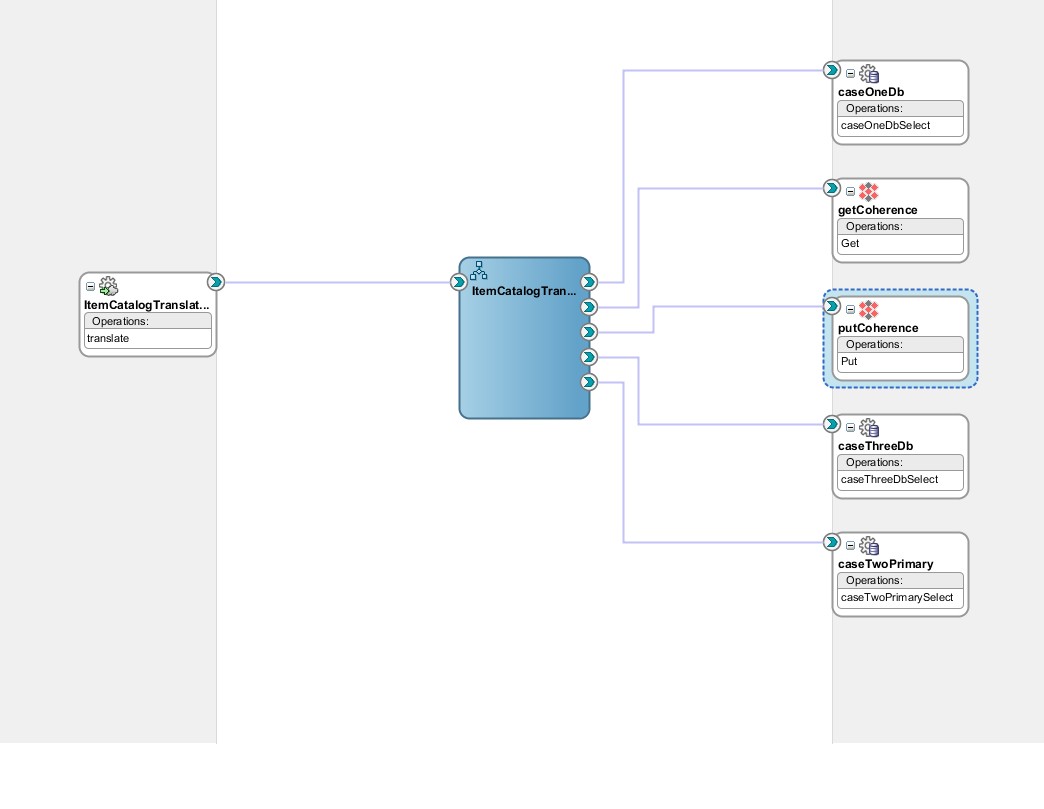 ItemCatalogTranslat...
Operations:
translate
ItemCatalogTran...
caseOneDb
Operations:
caseOneDbSelect
getCoherence
Operations:
Get
putCoherence
Operations:
Put
caseThreeDb
Operations:
caseThreeDbSelect
caseTwoPrimary
Operations:
caseTwoPrimarySelect